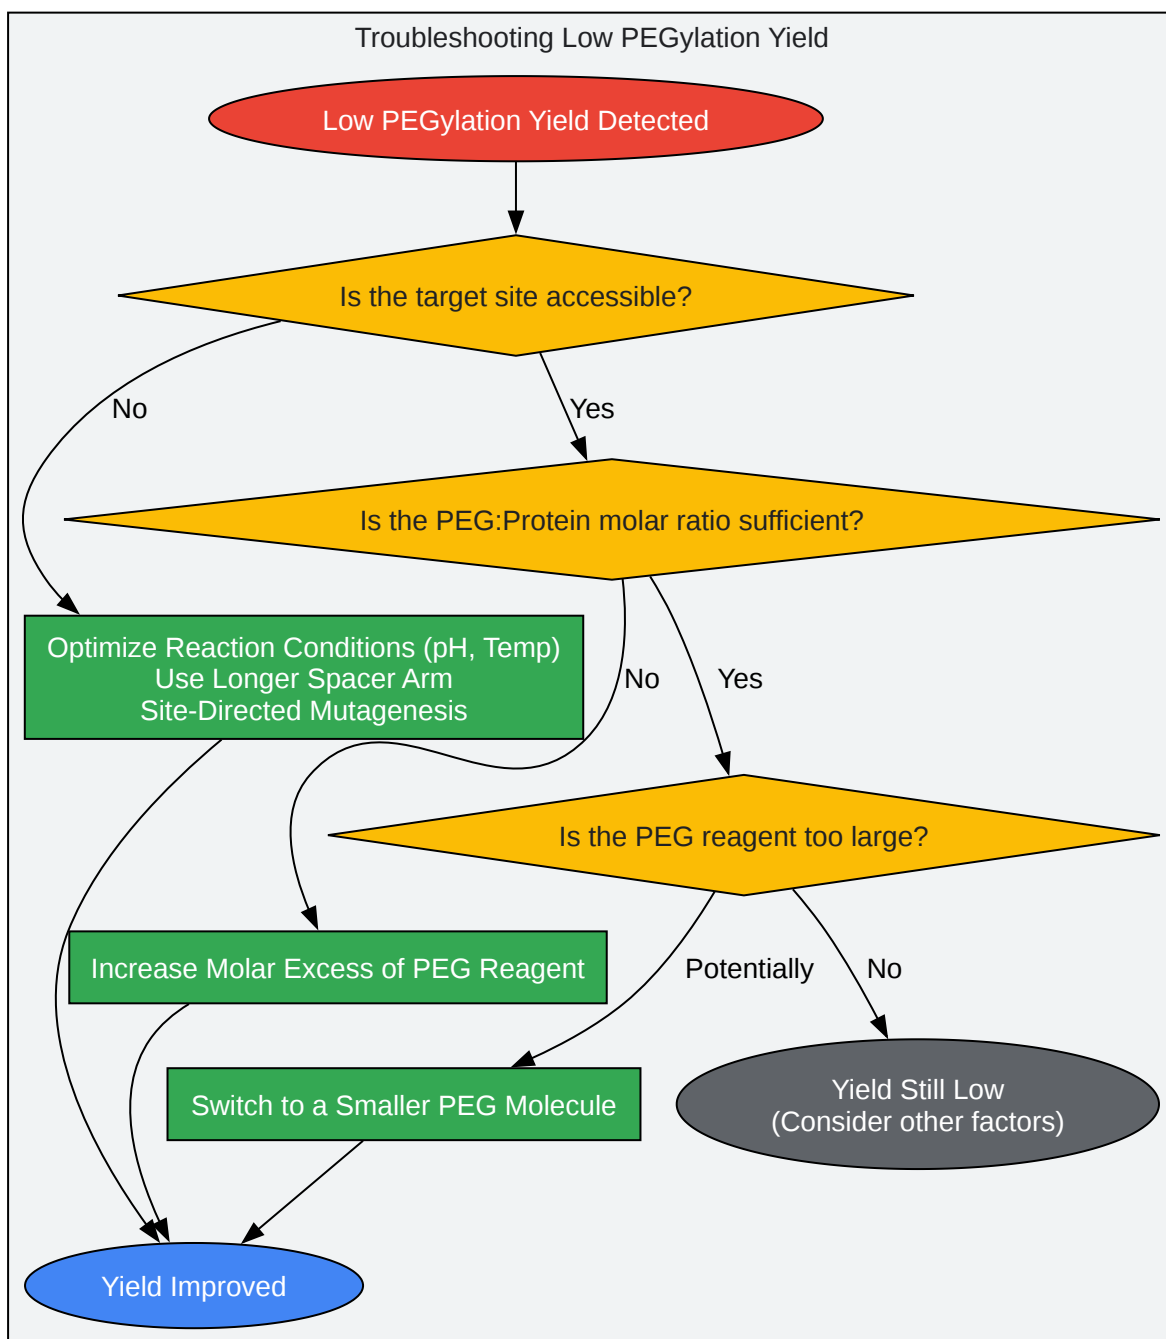 Troubleshooting Low PEGylation Yield
Low PEGylation Yield Detected
Is the target site accessible?
No
Yes
Is the PEG:Protein molar ratio sufficient?
Optimize Reaction Conditions (pH, Temp)
Use Longer Spacer Arm
Site-Directed Mutagenesis
No
Yes
Is the PEG reagent too large?
Increase Molar Excess of PEG Reagent
Potentially
No
Switch to a Smaller PEG Molecule
Yield Still Low
(Consider other factors)
Yield Improved